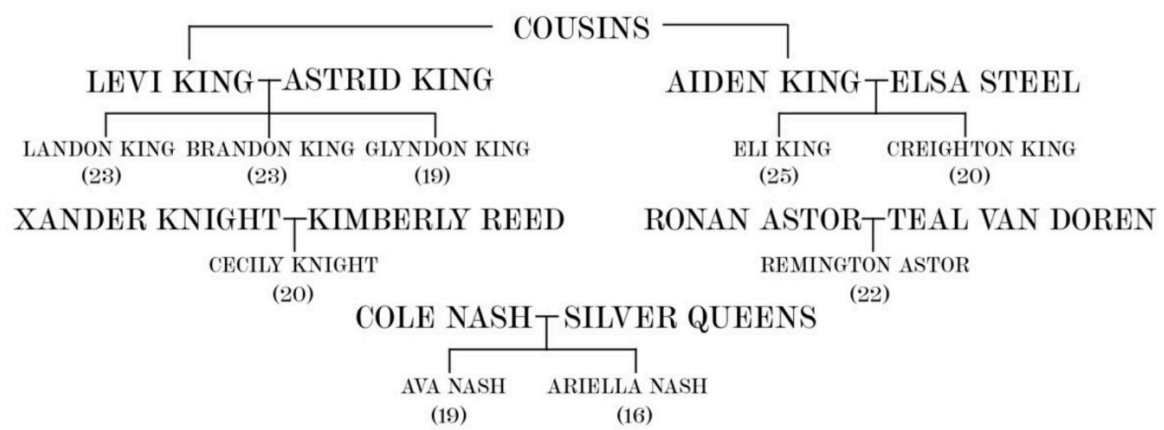 COUSINS
LEVI KING ASTRID KING AIDEN KING ELSA STEEL
LANDON KING BRANDON KING GLYNDON KING ELI KING CREIGHTON KING
(23) (23) (19) (25) (20)
XANDER KNIGHT KIMBERLY REED RONAN ASTOR TEAL VAN DOREN
CECILY KNIGHT REMINGTON ASTOR
(20) (22)
COLE NASH SILVER QUEENS
AVA NASH ARIELLA NASH
(19) (16)